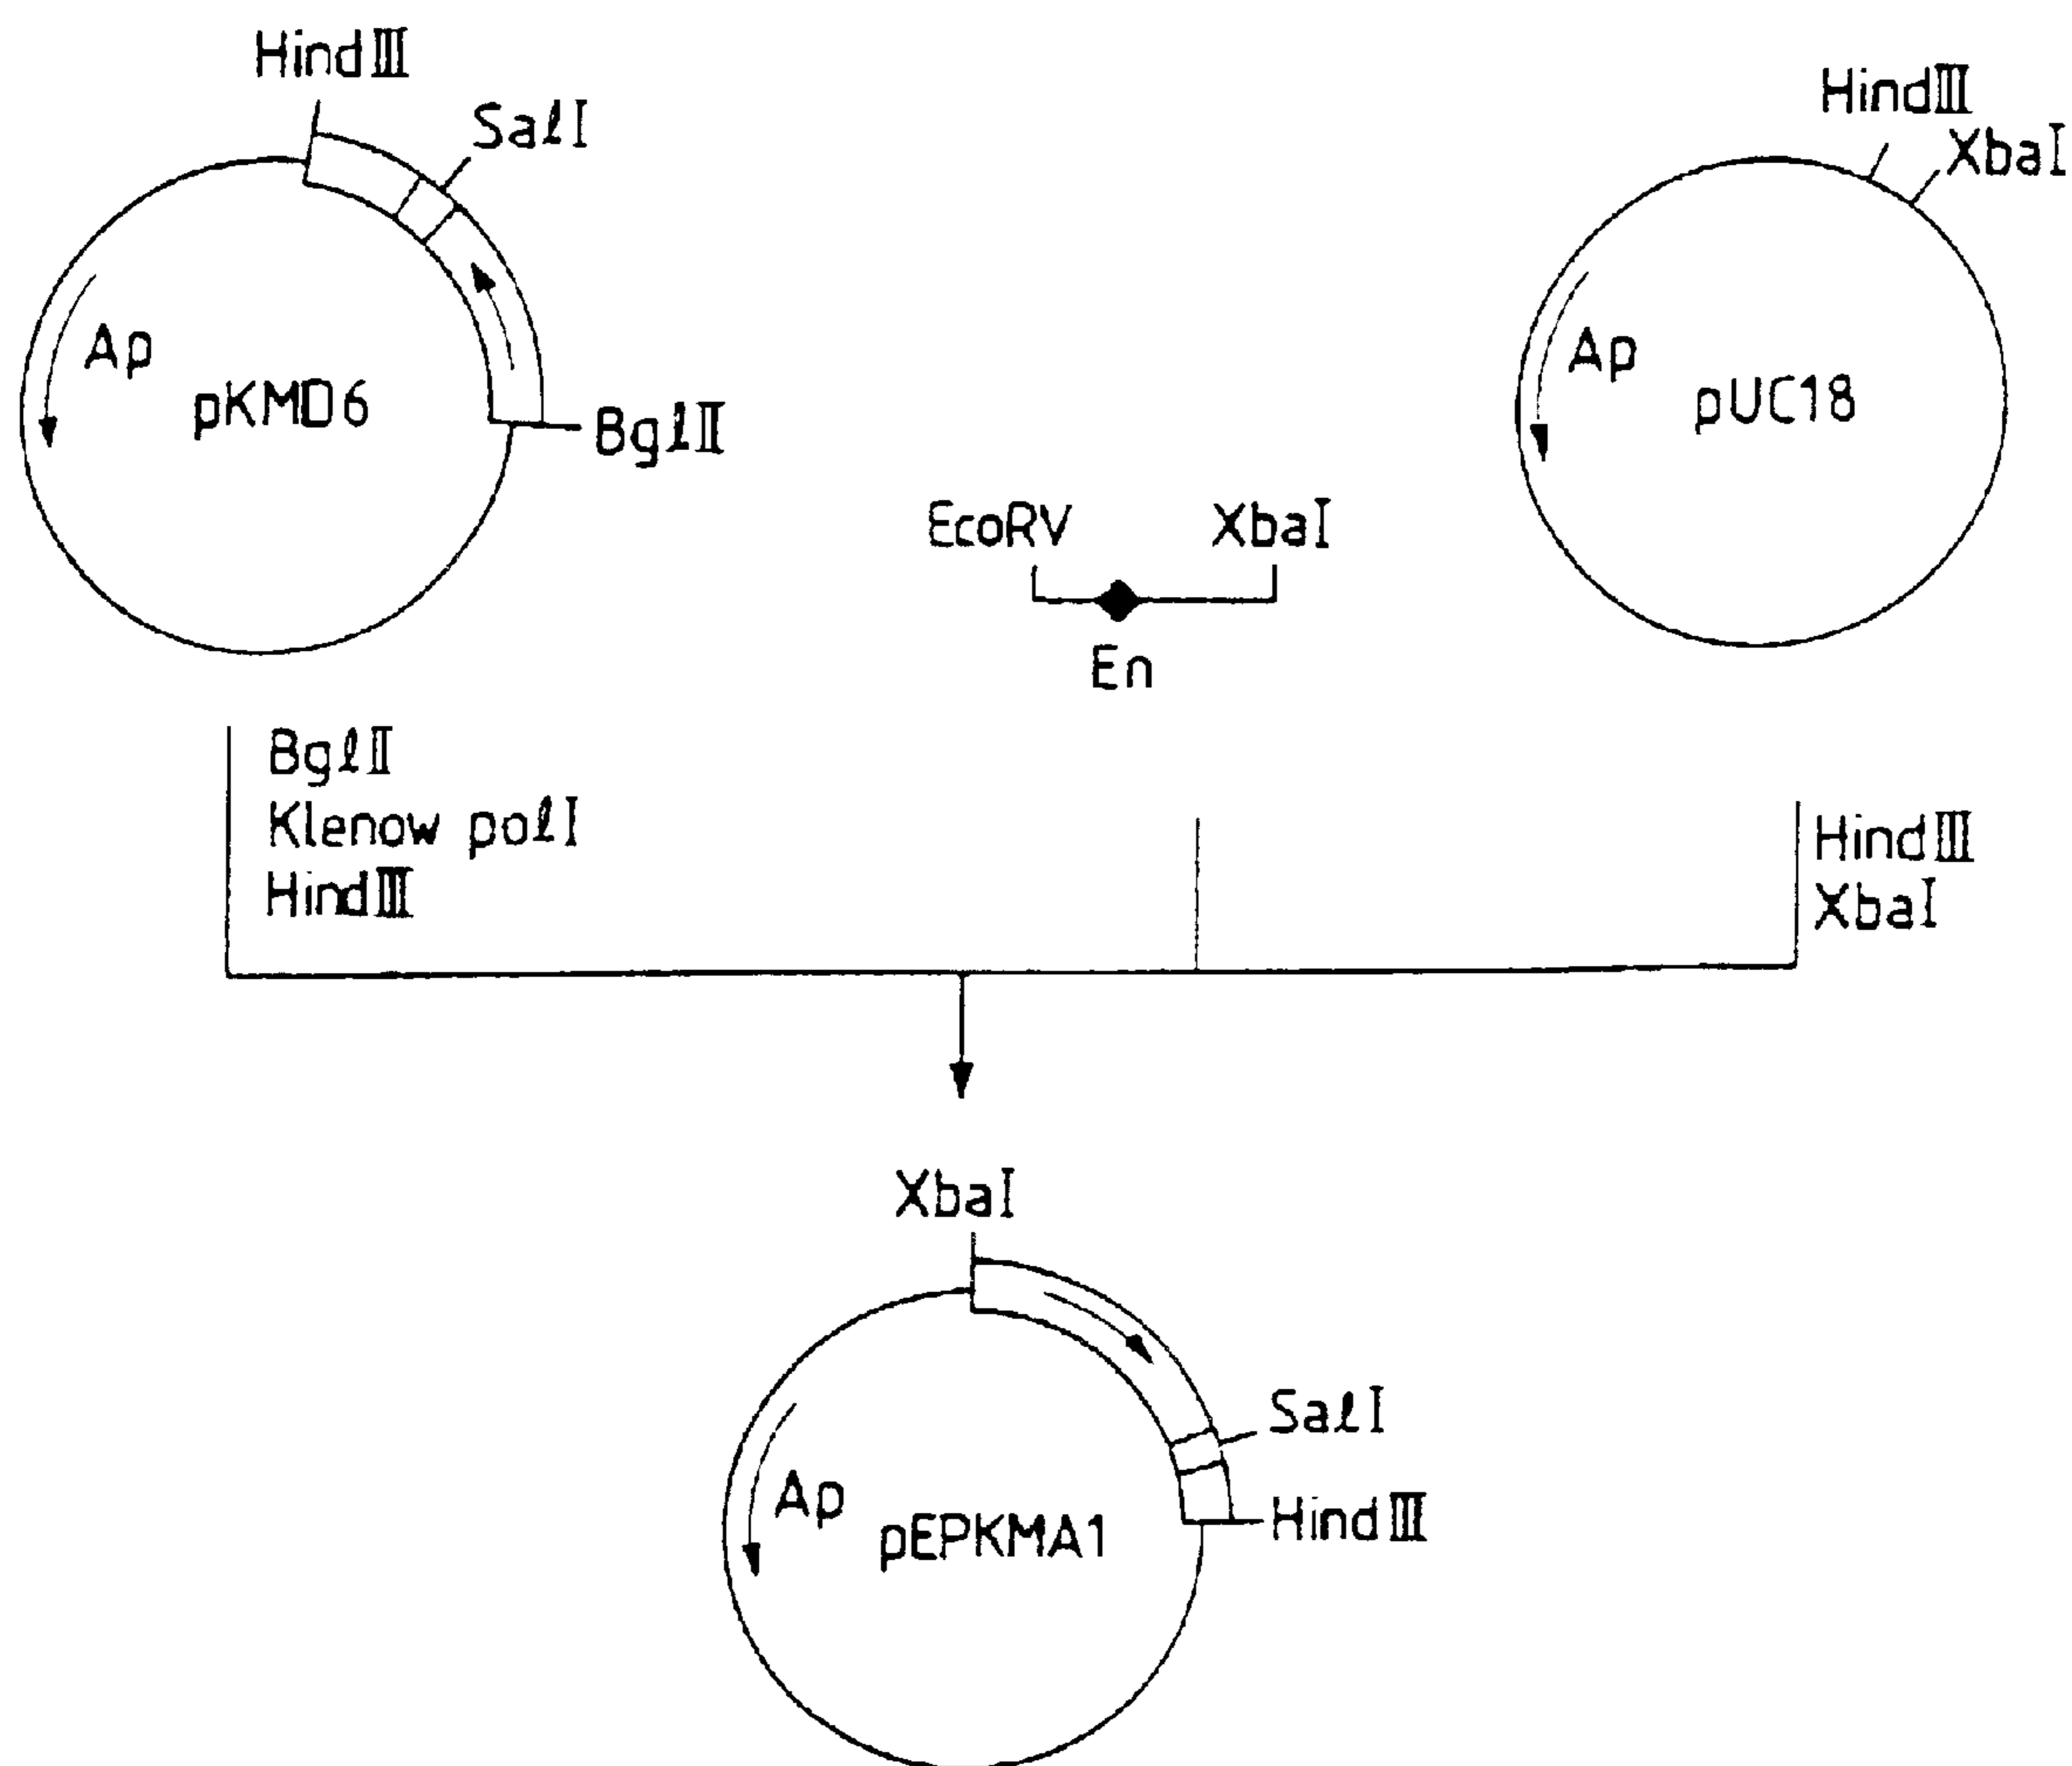 HindⅢ
SalI
Ap
pKMD6
BglⅡ
HindⅢ
XbaI
Ap
pUC18
EcoRV XbaI
En
BglⅡ
Klenow polI
HindⅢ
HindⅢ
XbaI
XbaI
SalI
Ap
pEPKMA1
HindⅢ